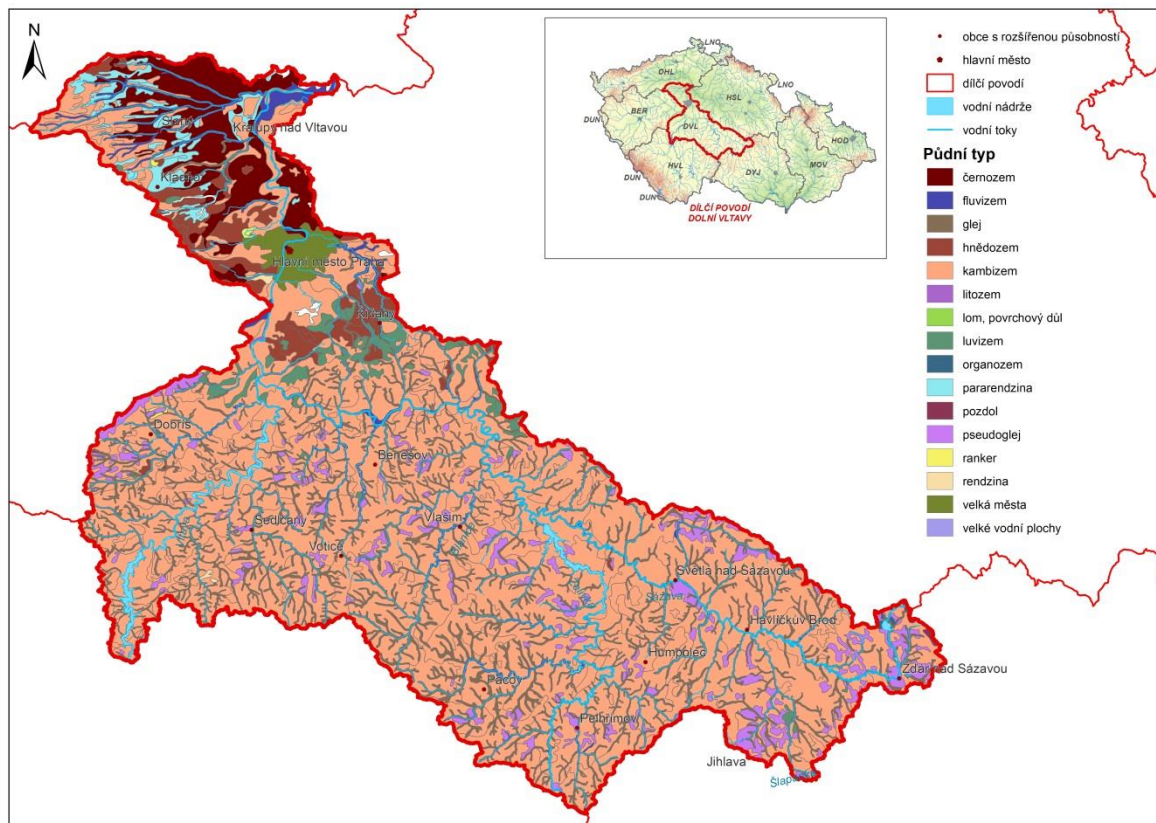 N
LNO
OHL
LNO
HSL
BER
DUN
DVL
HOD
HVL
MOV
DUN
DYJ
DUN
DÍLČÍ POVODÍ
DOLNÍ VLTAVY
obce s rozšířenou působností
hlavní město
dílčí povodí
vodní nádrže
vodní toky
Půdní typ
černozem
fluvizem
glej
hnědozem
kambizem
litozem
lom, povrchový důl
luvizem
organozem
pararendzina
pozdol
pseudoglej
ranker
rendzina
velká města
velké vodní plochy
Slaný
Kralupy nad Vltavou
Kladno
Hlavní město Praha
Říčany
Dobříš
Benešov
Sedlčany
Vlašim
Votice
Světlá nad Sázavou
Sázava
Havlíčkův Brod
Humpolec
Žďár nad Sázavou
Pacov
Pelhřimov
Jihlava